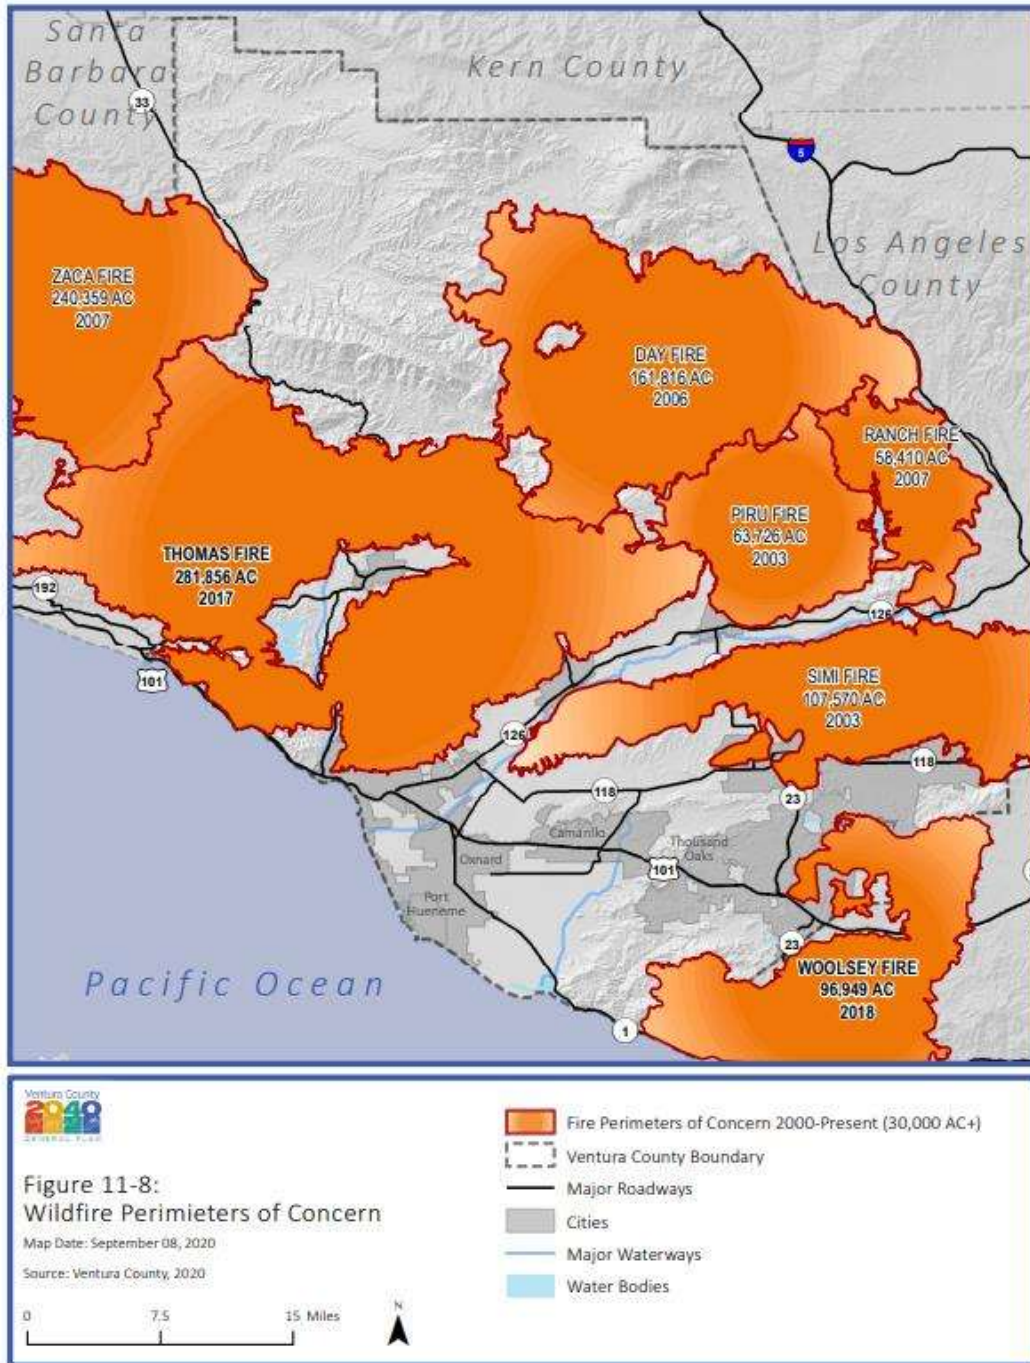 Santa
Barbara
County
Kern County
33
5
Los Angeles
County
ZACA FIRE
240,359 AC
2007
DAY FIRE
161,816 AC
2006
RANCH FIRE
58,410 AC
2007
PIRU FIRE
63,726 AC
2003
THOMAS FIRE
281,856 AC
2017
192
126
101
SIMI FIRE
107,570 AC
2003
126
118
118
23
Camarillo
Thousand
Oaks
Oxnard
101
Port
Hueneme
23
WOOLSEY FIRE
96,949 AC
2018
Pacific Ocean
1
Ventura County
2040
GENERAL PLAN
Figure 11-8:
Wildfire Perimieters of Concern
Map Date: September 08, 2020
Source: Ventura County, 2020
0 7.5 15 Miles
N
Fire Perimeters of Concern 2000-Present (30,000 AC+)
Ventura County Boundary
Major Roadways
Cities
Major Waterways
Water Bodies